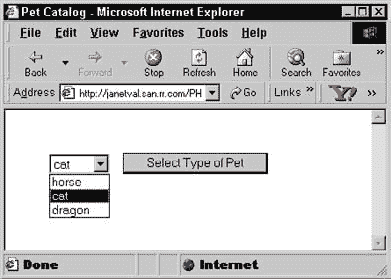 Pet Catalog - Microsoft Internet Explorer
File Edit View Favorites Tools Help
Back Forward Stop Refresh Home Search Favorites
Address http://janetval.san.rr.com/PH Go Links
cat Select Type of Pet
horse
cat
dragon
Done Internet